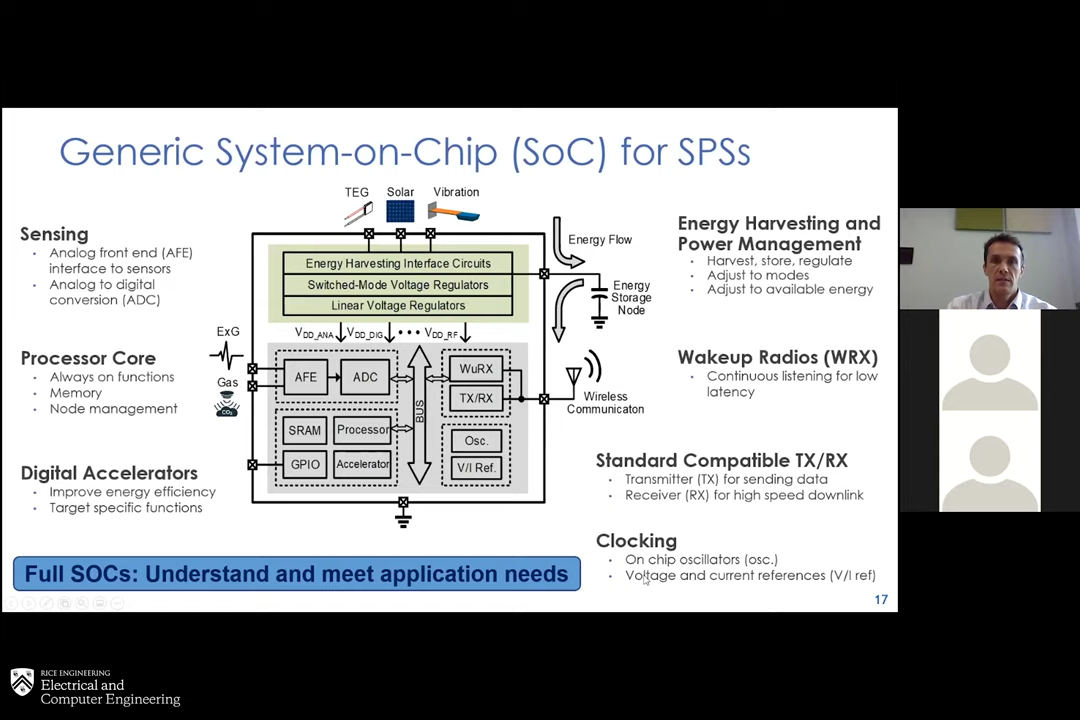 Generic System-on-Chip (SoC) for SPSs
TEG Solar Vibration
Sensing
• Analog front end (AFE)
interface to sensors
• Analog to digital
conversion (ADC)
Processor Core
• Always on functions
• Memory
• Node management
Digital Accelerators
• Improve energy efficiency
• Target specific functions
Energy Harvesting Interface Circuits
Switched-Mode Voltage Regulators
Linear Voltage Regulators
VDD_ANA VDD_DIG • • • VDD_RF
ExG
Gas
CO2
AFE
ADC
SRAM
Processor
GPIO
Accelerator
BUS
WuRX
TX/RX
Osc.
V/I Ref.
Energy Flow
Energy
Storage
Node
Wireless
Communicaton
Energy Harvesting and
Power Management
• Harvest, store, regulate
• Adjust to modes
• Adjust to available energy
Wakeup Radios (WRX)
• Continuous listening for low
latency
Standard Compatible TX/RX
• Transmitter (TX) for sending data
• Receiver (RX) for high speed downlink
Clocking
• On chip oscillators (osc.)
• Voltage and current references (V/I ref)
Full SOCs: Understand and meet application needs
17
RICE ENGINEERING
Electrical and
Computer Engineering